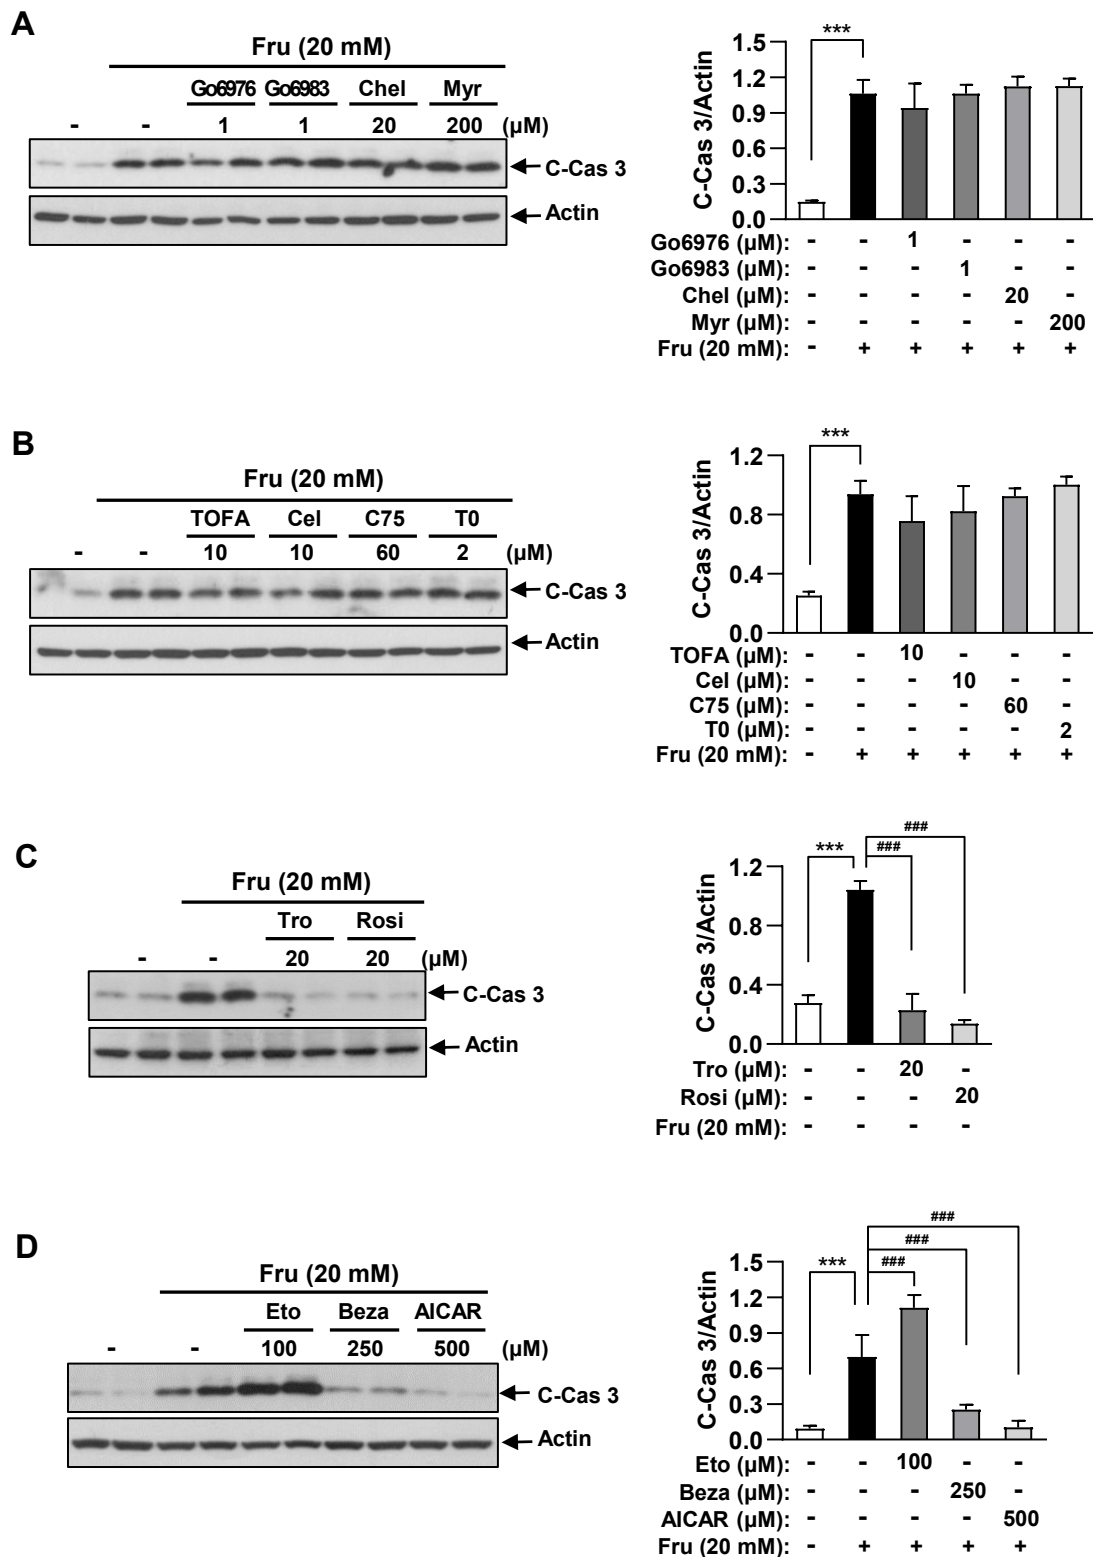 A
Fru (20 mM)
Go6976 Go6983 Chel Myr
- - 1 1 20 200 (µM)
C-Cas 3
Actin
***
C-Cas 3/Actin
1.5
1.2
0.9
0.6
0.3
0.0
Go6976 (µM): - - 1 - - -
Go6983 (µM): - - - 1 - -
Chel (µM): - - - - 20 -
Myr (µM): - - - - - 200
Fru (20 mM): - + + + + +
B
Fru (20 mM)
TOFA Cel C75 T0
- - 10 10 60 2 (µM)
C-Cas 3
Actin
***
C-Cas 3/Actin
1.2
0.8
0.4
0.0
TOFA (µM): - - 10 - - -
Cel (µM): - - - 10 - -
C75 (µM): - - - - 60 -
T0 (µM): - - - - - 2
Fru (20 mM): - + + + + +
C
Fru (20 mM)
Tro Rosi
- - 20 20 (µM)
C-Cas 3
Actin
###
*** ###
C-Cas 3/Actin
1.2
0.8
0.4
0.0
Tro (µM): - - 20 -
Rosi (µM): - - - 20
Fru (20 mM): - - - -
D
Fru (20 mM)
Eto Beza AICAR
- - 100 250 500 (µM)
C-Cas 3
Actin
###
###
*** ###
C-Cas 3/Actin
1.5
1.2
0.9
0.6
0.3
0.0
Eto (µM): - - 100 - -
Beza (µM): - - - 250 -
AICAR (µM): - - - - 500
Fru (20 mM): - + + + +